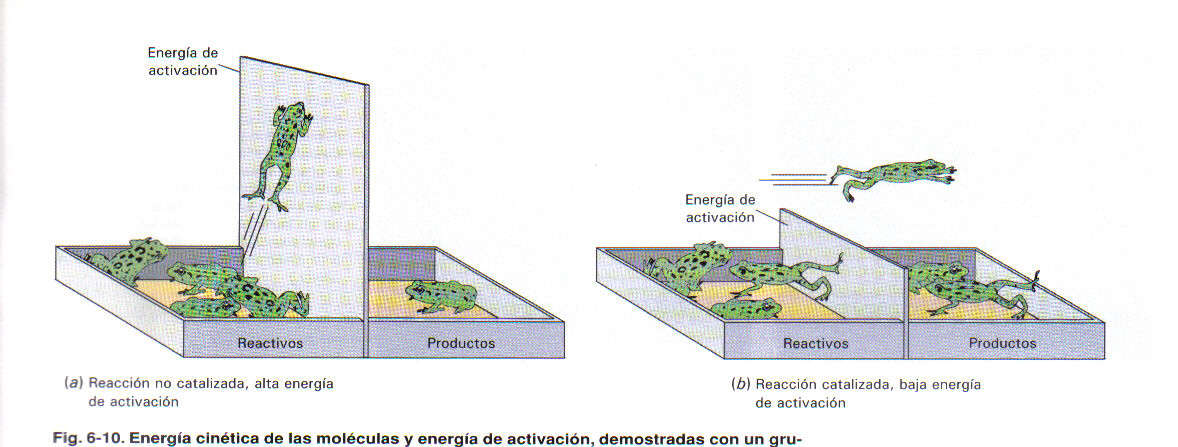 Energía de
activación
Reactivos
Productos
(a) Reacción no catalizada, alta energía
de activación
Energía de
activación
Reactivos
Productos
(b) Reacción catalizada, baja energía
de activación
Fig. 6-10. Energía cinética de las moléculas y energía de activación, demostradas con un gru-